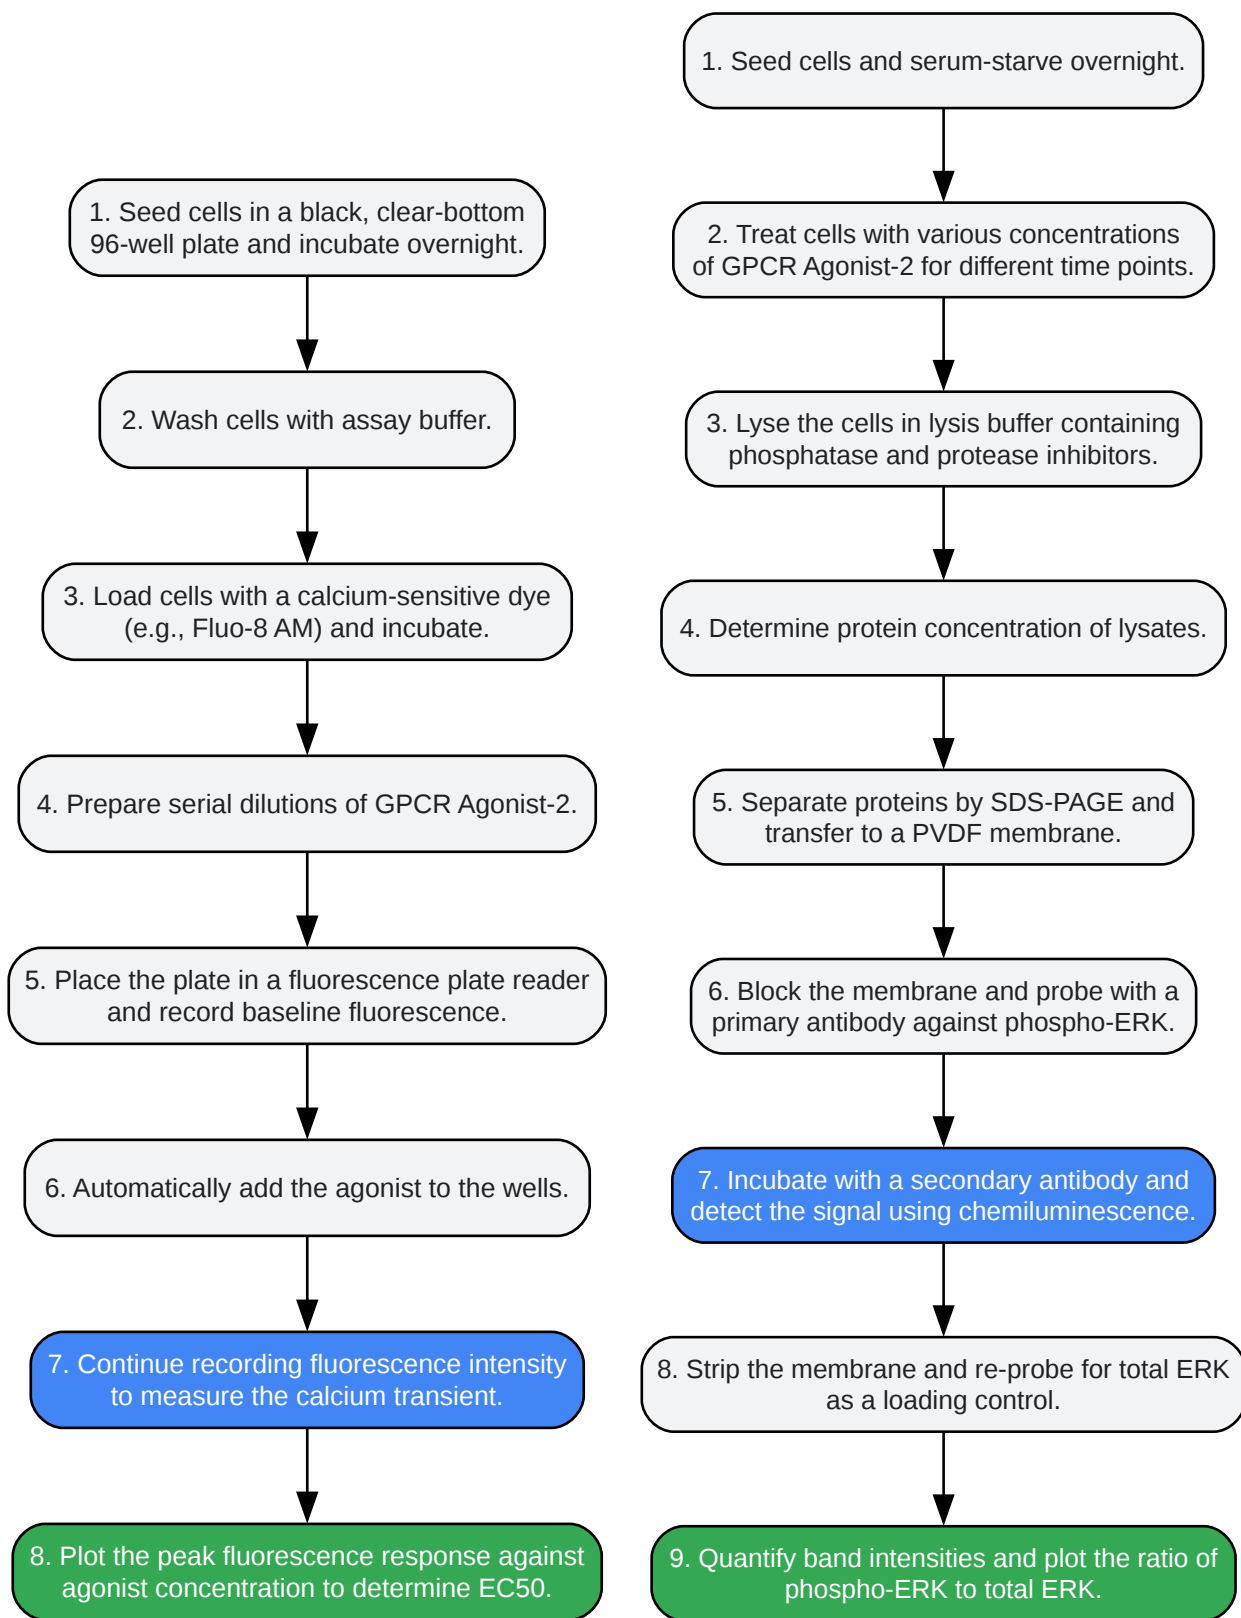 1. Seed cells in a black, clear-bottom
96-well plate and incubate overnight.
2. Wash cells with assay buffer.
3. Load cells with a calcium-sensitive dye
(e.g., Fluo-8 AM) and incubate.
4. Prepare serial dilutions of GPCR Agonist-2.
5. Place the plate in a fluorescence plate reader
and record baseline fluorescence.
6. Automatically add the agonist to the wells.
7. Continue recording fluorescence intensity
to measure the calcium transient.
8. Plot the peak fluorescence response against
agonist concentration to determine EC50.
1. Seed cells and serum-starve overnight.
2. Treat cells with various concentrations
of GPCR Agonist-2 for different time points.
3. Lyse the cells in lysis buffer containing
phosphatase and protease inhibitors.
4. Determine protein concentration of lysates.
5. Separate proteins by SDS-PAGE and
transfer to a PVDF membrane.
6. Block the membrane and probe with a
primary antibody against phospho-ERK.
7. Incubate with a secondary antibody and
detect the signal using chemiluminescence.
8. Strip the membrane and re-probe for total ERK
as a loading control.
9. Quantify band intensities and plot the ratio of
phospho-ERK to total ERK.